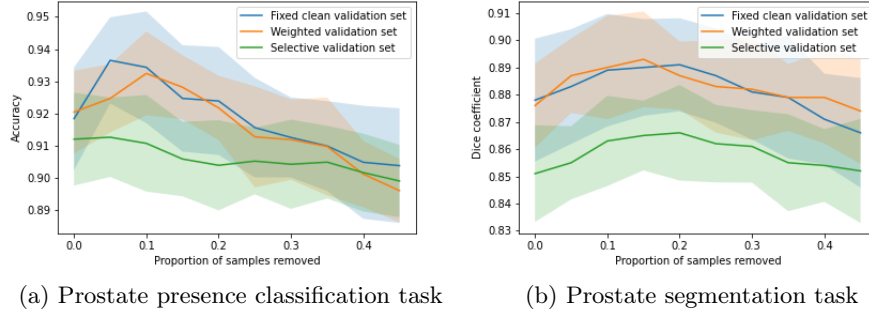 Fixed clean validation set
Weighted validation set
Selective validation set
0.95
0.94
0.93
0.92
0.91
0.90
0.89
Accuracy
0.0 0.1 0.2 0.3 0.4
Proportion of samples removed
(a) Prostate presence classification task
Fixed clean validation set
Weighted validation set
Selective validation set
0.91
0.90
0.89
0.88
0.87
0.86
0.85
0.84
0.83
Dice coefficient
0.0 0.1 0.2 0.3 0.4
Proportion of samples removed
(b) Prostate segmentation task